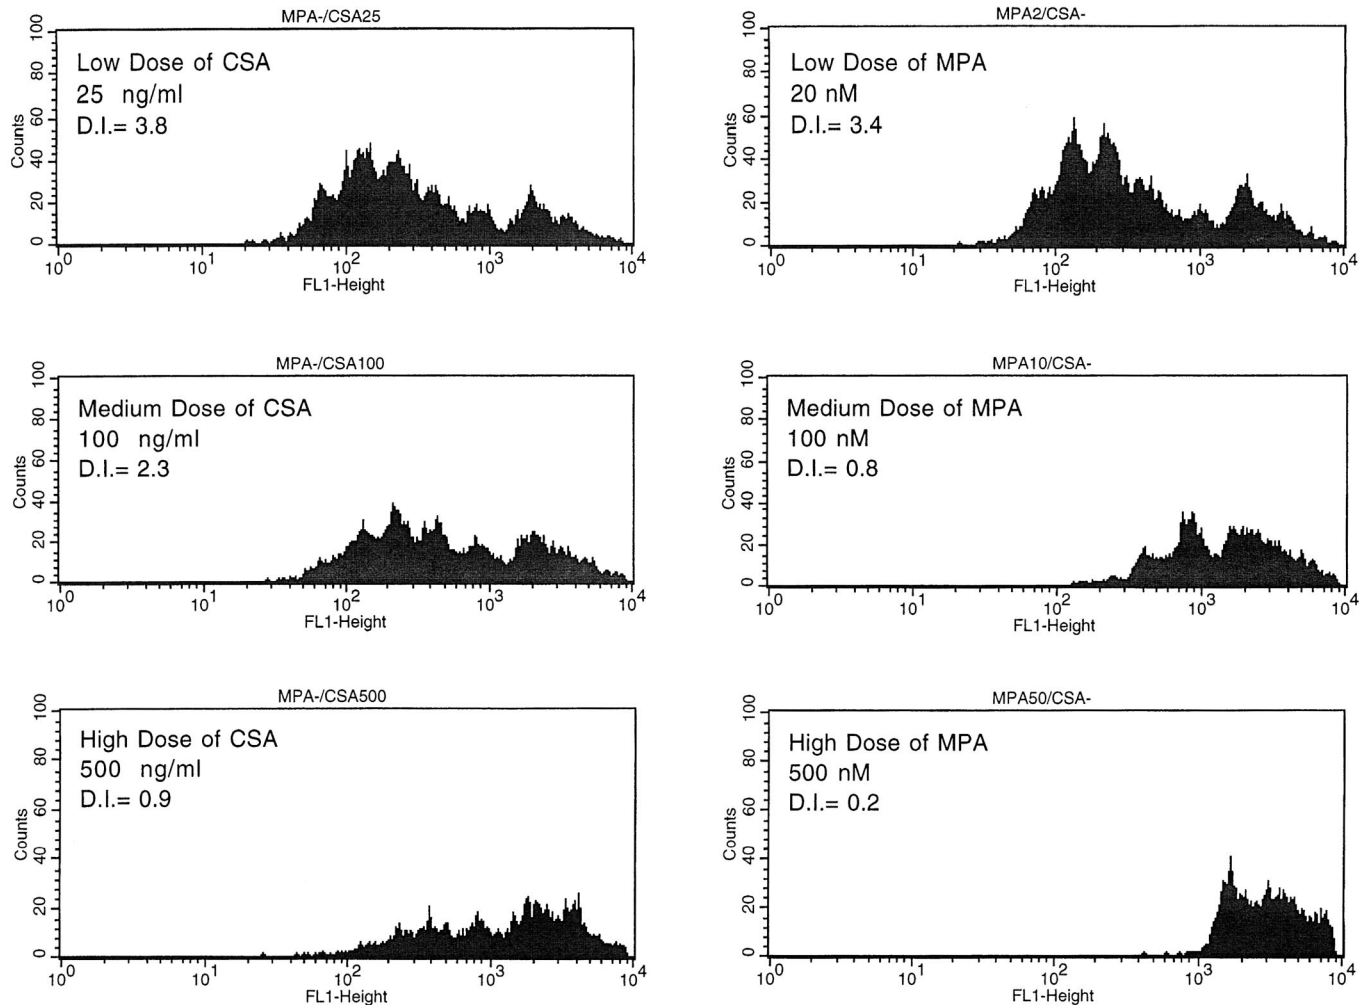 MPA-/CSA25
Low Dose of CSA
25 ng/ml
D.I.= 3.8
Counts
0 20 40 60 80 100
10^0 10^1 10^2 10^3 10^4
FL1-Height
MPA2/CSA-
Low Dose of MPA
20 nM
D.I.= 3.4
Counts
0 20 40 60 80 100
10^0 10^1 10^2 10^3 10^4
FL1-Height
MPA-/CSA100
Medium Dose of CSA
100 ng/ml
D.I.= 2.3
Counts
0 20 40 60 80 100
10^0 10^1 10^2 10^3 10^4
FL1-Height
MPA10/CSA-
Medium Dose of MPA
100 nM
D.I.= 0.8
Counts
0 20 40 60 80 100
10^0 10^1 10^2 10^3 10^4
FL1-Height
MPA-/CSA500
High Dose of CSA
500 ng/ml
D.I.= 0.9
Counts
0 20 40 60 80 100
10^0 10^1 10^2 10^3 10^4
FL1-Height
MPA50/CSA-
High Dose of MPA
500 nM
D.I.= 0.2
Counts
0 20 40 60 80 100
10^0 10^1 10^2 10^3 10^4
FL1-Height